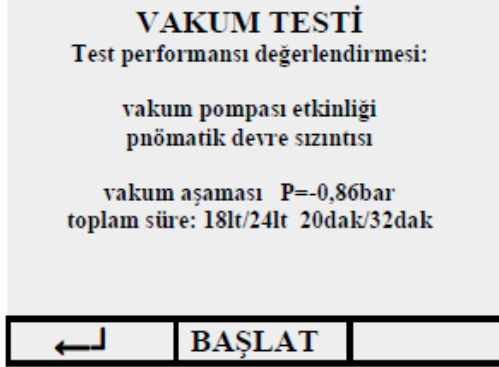 VAKUM TESTİ
Test performansı değerlendirmesi:
vakum pompası etkinliği
pnömatik devre sızıntısı
vakum aşaması P=-0,86bar
toplam süre: 18lt/24lt 20dak/32dak
BAŞLAT